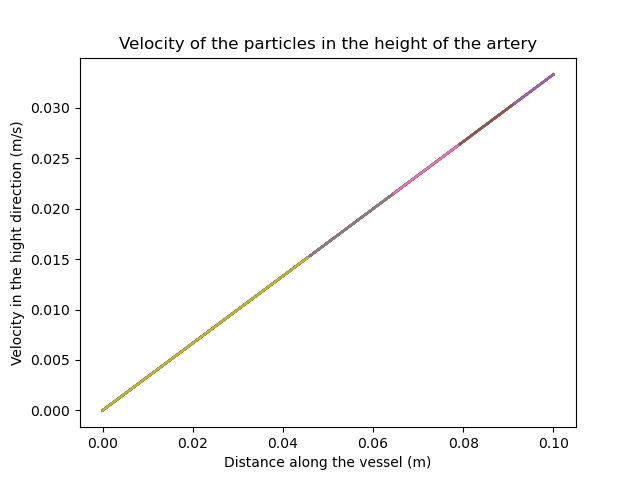 Velocity of the particles in the height of the artery
Velocity in the hight direction (m/s)
0.030
0.025
0.020
0.015
0.010
0.005
0.000
0.00 0.02 0.04 0.06 0.08 0.10
Distance along the vessel (m)